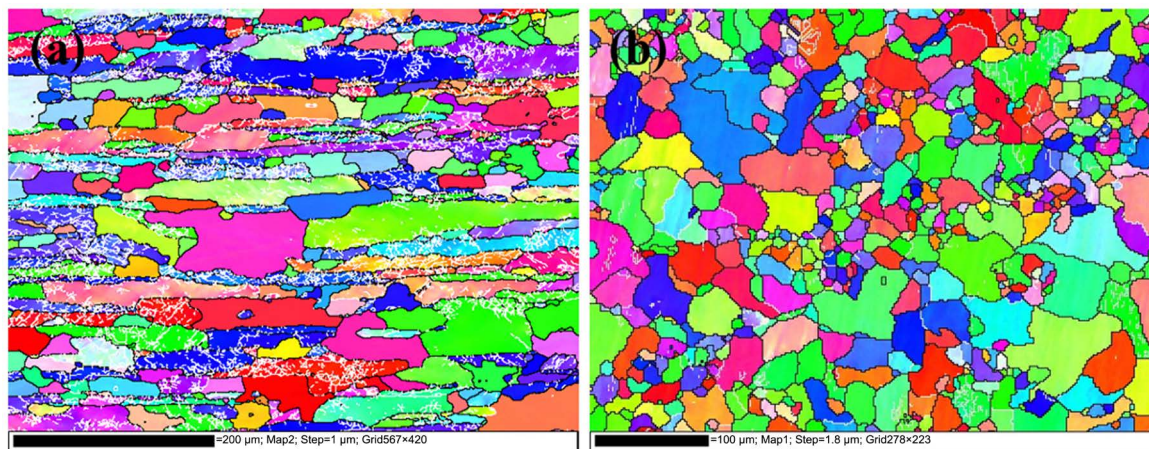 (a)
(b)
=200 µm; Map2; Step=1 µm; Grid567×420
=100 µm; Map1; Step=1.8 µm; Grid278×223